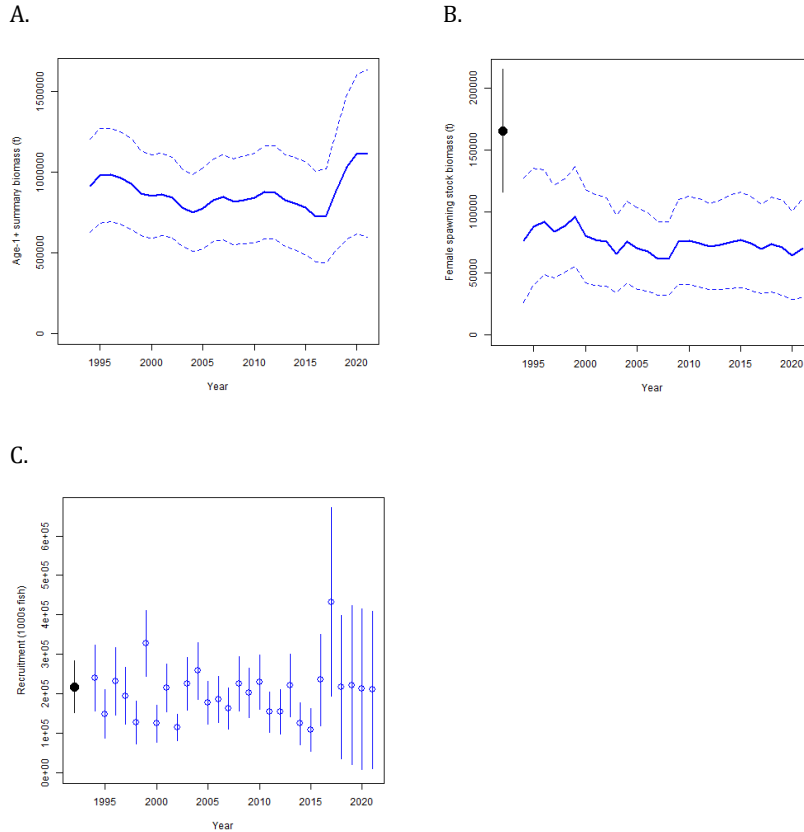 A.
Age-1+ summary biomass (t)
0
500000
1000000
1500000
1995 2000 2005 2010 2015 2020
Year
B.
Female spawning stock biomass (t)
0
50000
100000
150000
200000
1995 2000 2005 2010 2015 2020
Year
C.
Recruitment (1000s fish)
0e+00
1e+05
2e+05
3e+05
4e+05
5e+05
6e+05
1995 2000 2005 2010 2015 2020
Year